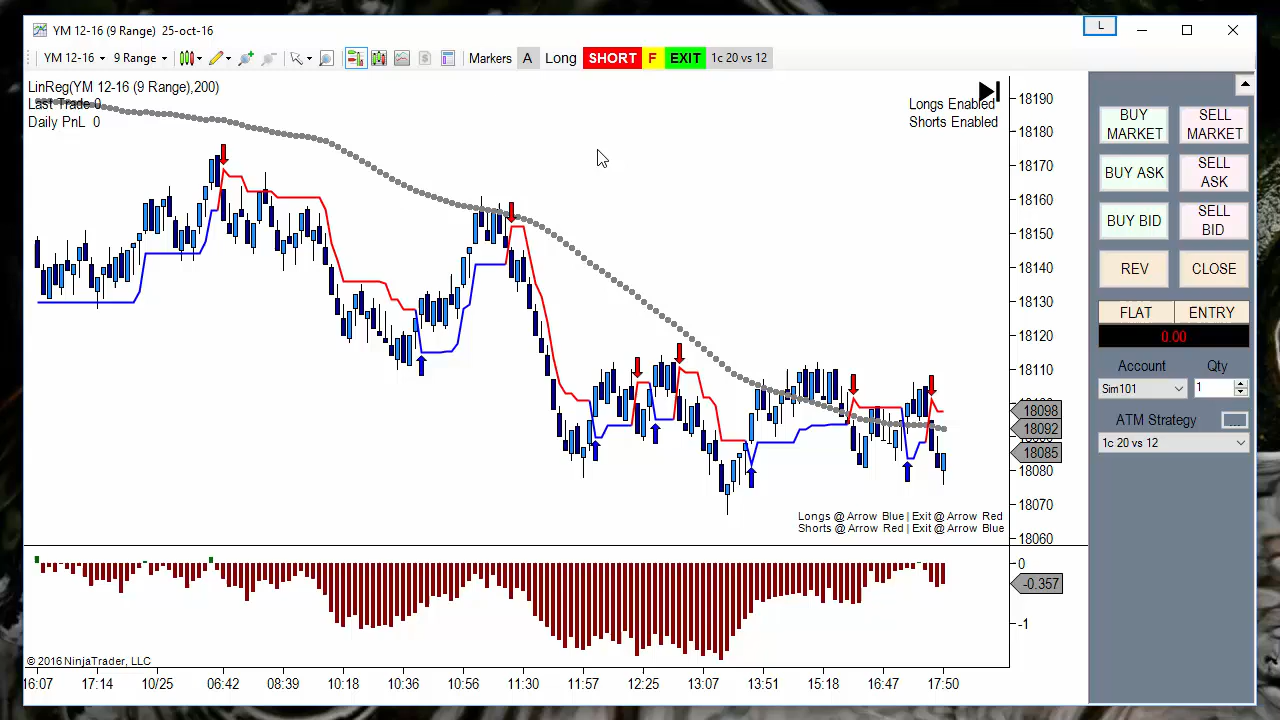 YM 12-16 (9 Range) 25-oct-16
L
YM 12-16 9 Range Markers A Long SHORT F EXIT 1c 20 vs 12
LinReg(YM 12-16 (9 Range),200)
Last Trade 0
Daily PnL 0
Longs Enabled
Shorts Enabled
18190
18180
18170
18160
18150
18140
18130
18120
18110
18098
18092
18085
18080
18070
18060
Longs @ Arrow Blue | Exit @ Arrow Red
Shorts @ Arrow Red | Exit @ Arrow Blue
0
-0.357
-1
© 2016 NinjaTrader, LLC
16:07 17:14 10/25 06:42 08:39 10:18 10:36 10:56 11:30 11:57 12:25 13:07 13:51 15:18 16:47 17:50
BUY MARKET
SELL MARKET
BUY ASK
SELL ASK
BUY BID
SELL BID
REV
CLOSE
FLAT
ENTRY
0.00
Account Qty
Sim101 1
ATM Strategy
1c 20 vs 12